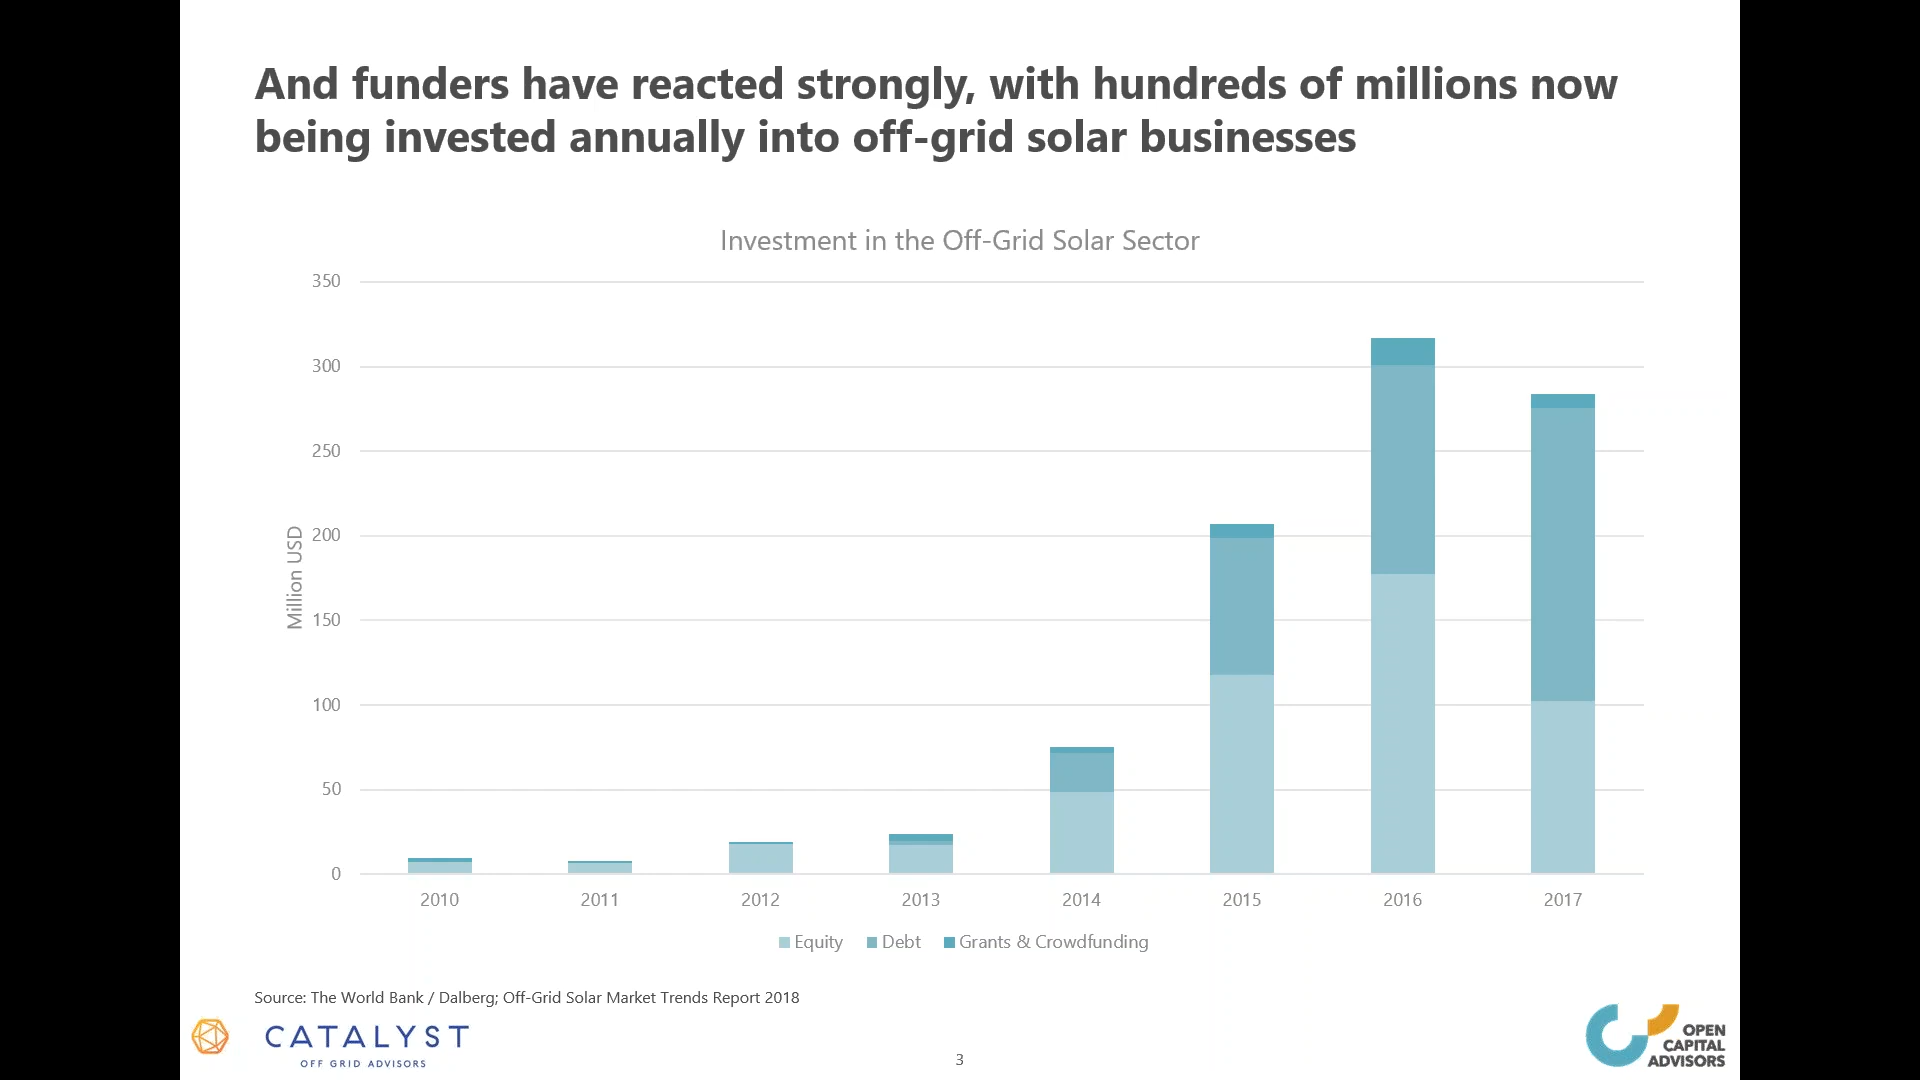 And funders have reacted strongly, with hundreds of millions now
being invested annually into off-grid solar businesses
Investment in the Off-Grid Solar Sector
350
300
250
200
150
100
50
0
Million USD
2010 2011 2012 2013 2014 2015 2016 2017
Equity Debt Grants & Crowdfunding
Source: The World Bank / Dalberg; Off-Grid Solar Market Trends Report 2018
CATALYST
OFF GRID ADVISORS
3
OPEN
CAPITAL
ADVISORS